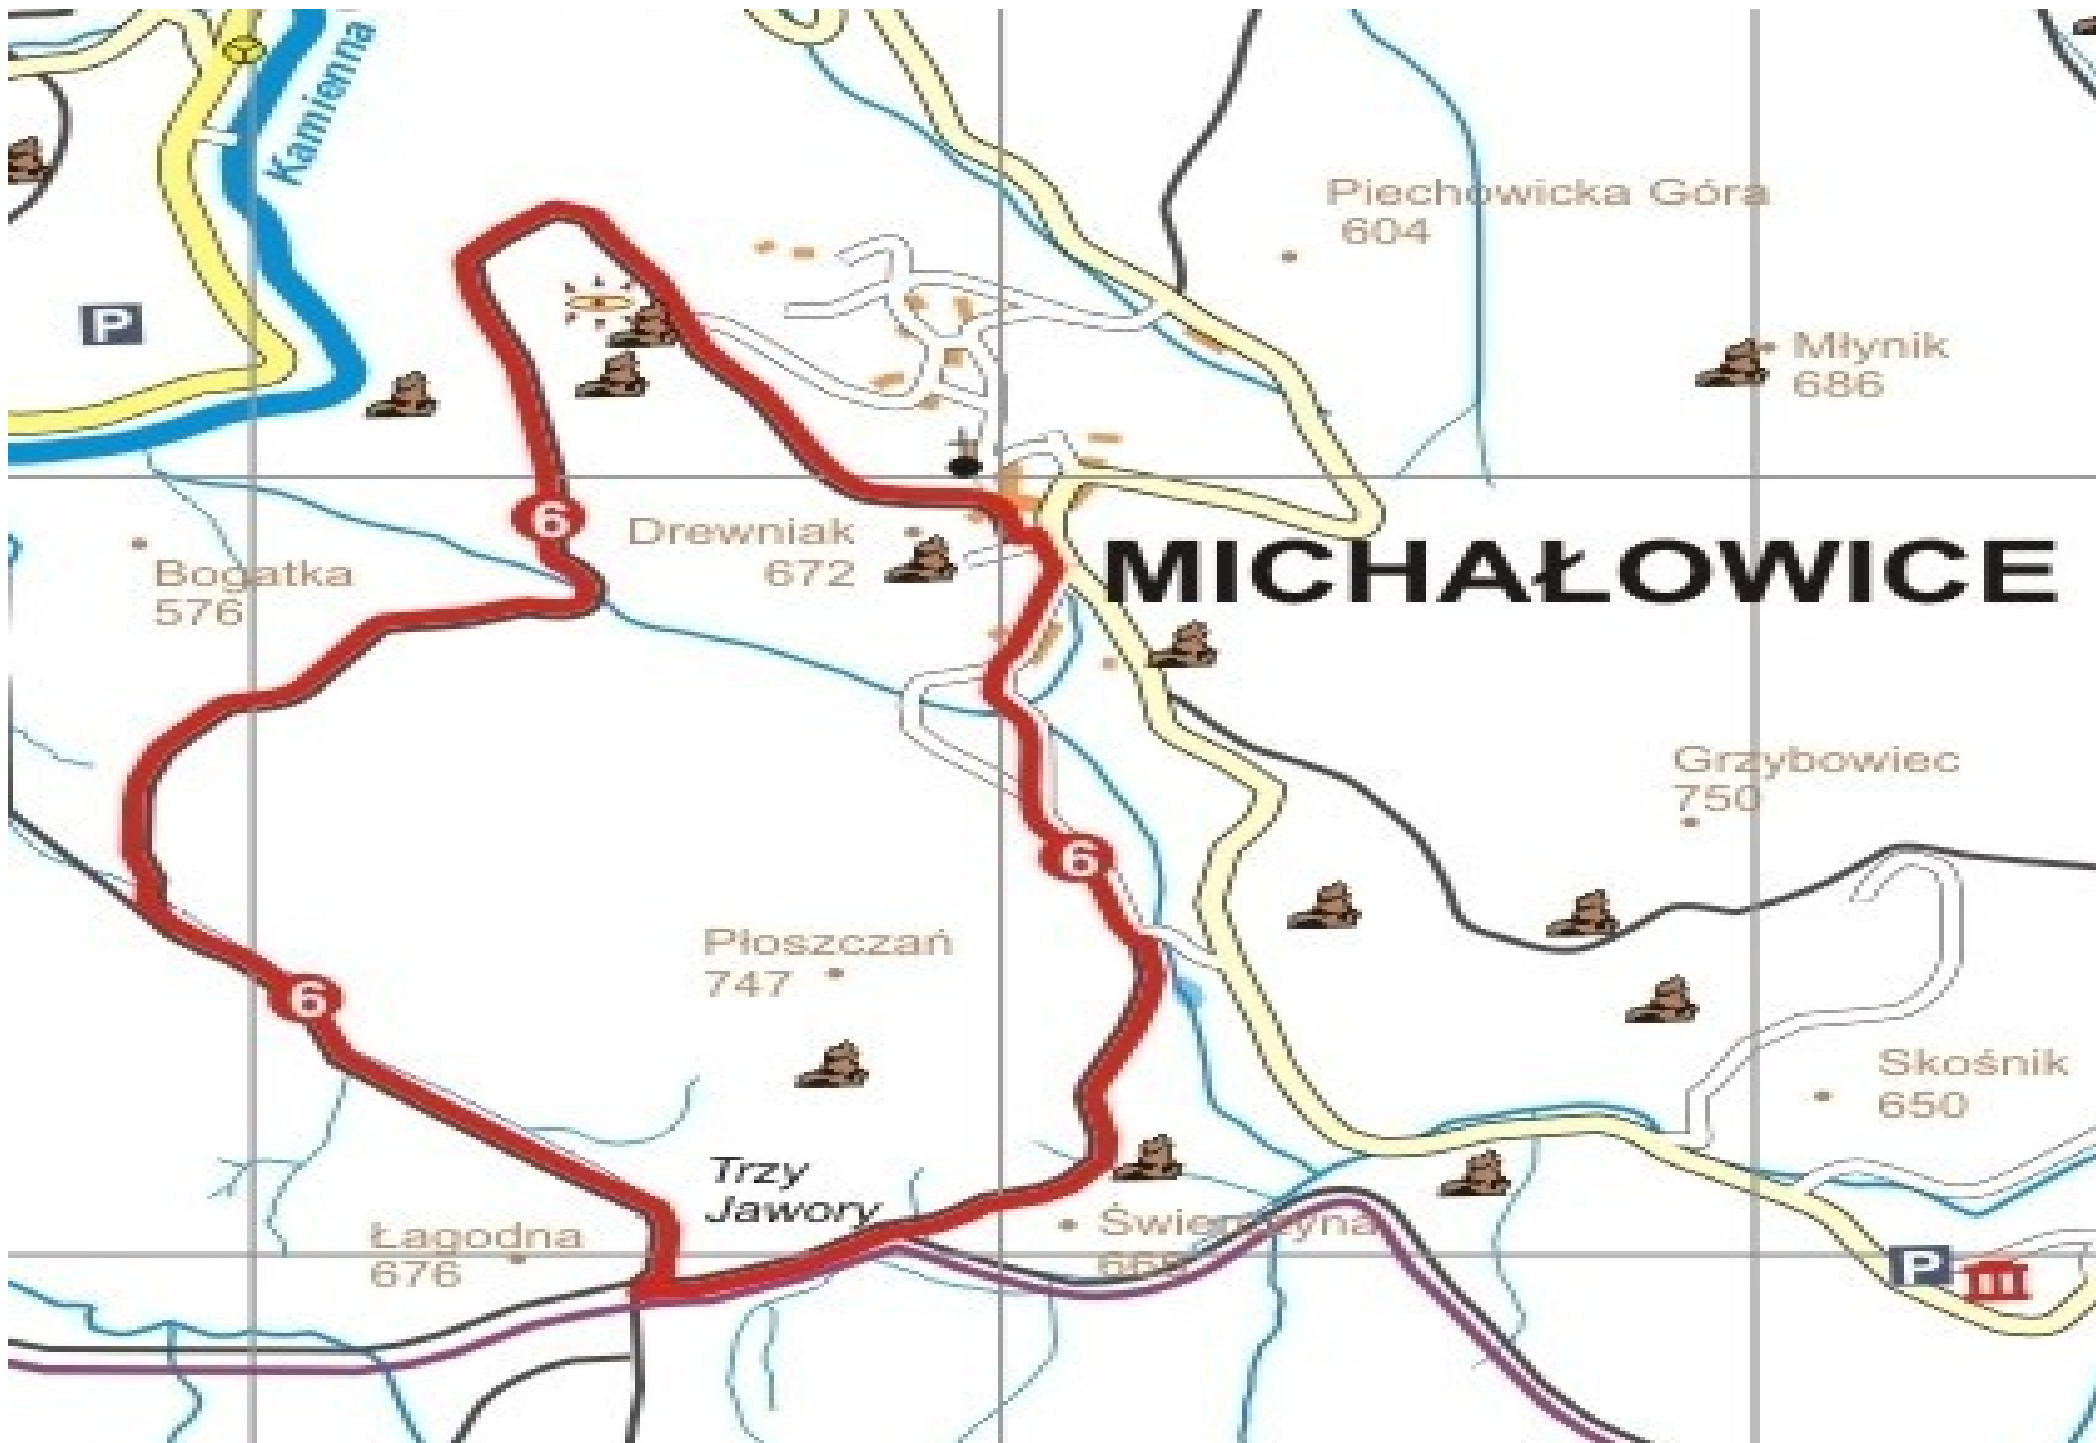 Kamienna
Piechowicka Góra
604
P
Młynik
686
6
Drewniak
672
MICHAŁOWICE
Bogatka
576
Grzybowiec
750
6
Płoszczań
747
6
Skośnik
650
Trzy
Jawory
Łagodna
676
P